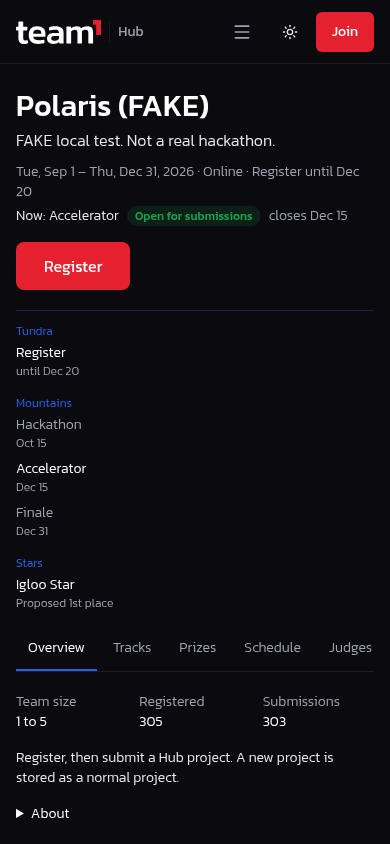 team1
Hub
Join
Polaris (FAKE)
FAKE local test. Not a real hackathon.
Tue, Sep 1 – Thu, Dec 31, 2026 · Online · Register until Dec
20
Now: Accelerator Open for submissions closes Dec 15
Register
Tundra
Register
until Dec 20
Mountains
Hackathon
Oct 15
Accelerator
Dec 15
Finale
Dec 31
Stars
Igloo Star
Proposed 1st place
Overview Tracks Prizes Schedule Judges
Team size Registered Submissions
1 to 5 305 303
Register, then submit a Hub project. A new project is
stored as a normal project.
About